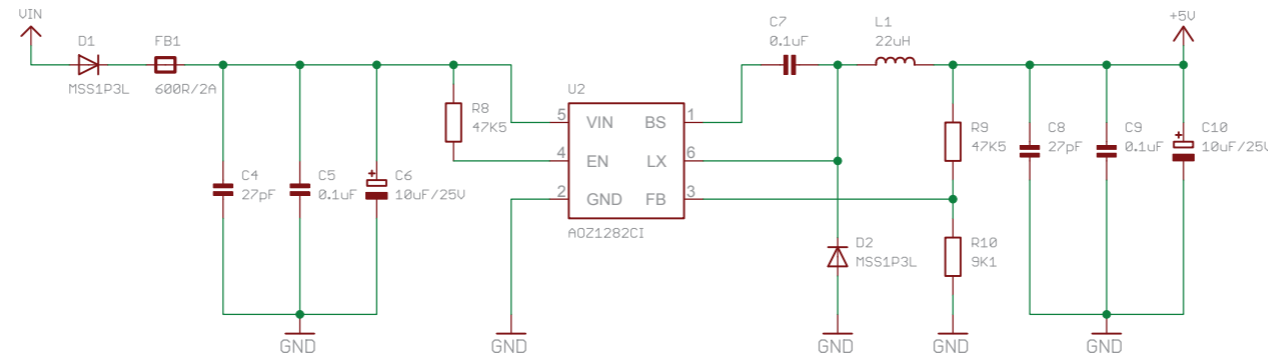 VIN
D1
MSS1P3L
FB1
600R/2A
C4
27pF
C5
0.1uF
C6
+
10uF/25V
R8
47K5
U2
5 VIN BS 1
4 EN LX 6
2 GND FB 3
AOZ1282CI
C7
0.1uF
L1
22uH
D2
MSS1P3L
R9
47K5
R10
9K1
C8
27pF
C9
0.1uF
+5V
C10
+
10uF/25V
GND
GND
GND
GND
GND